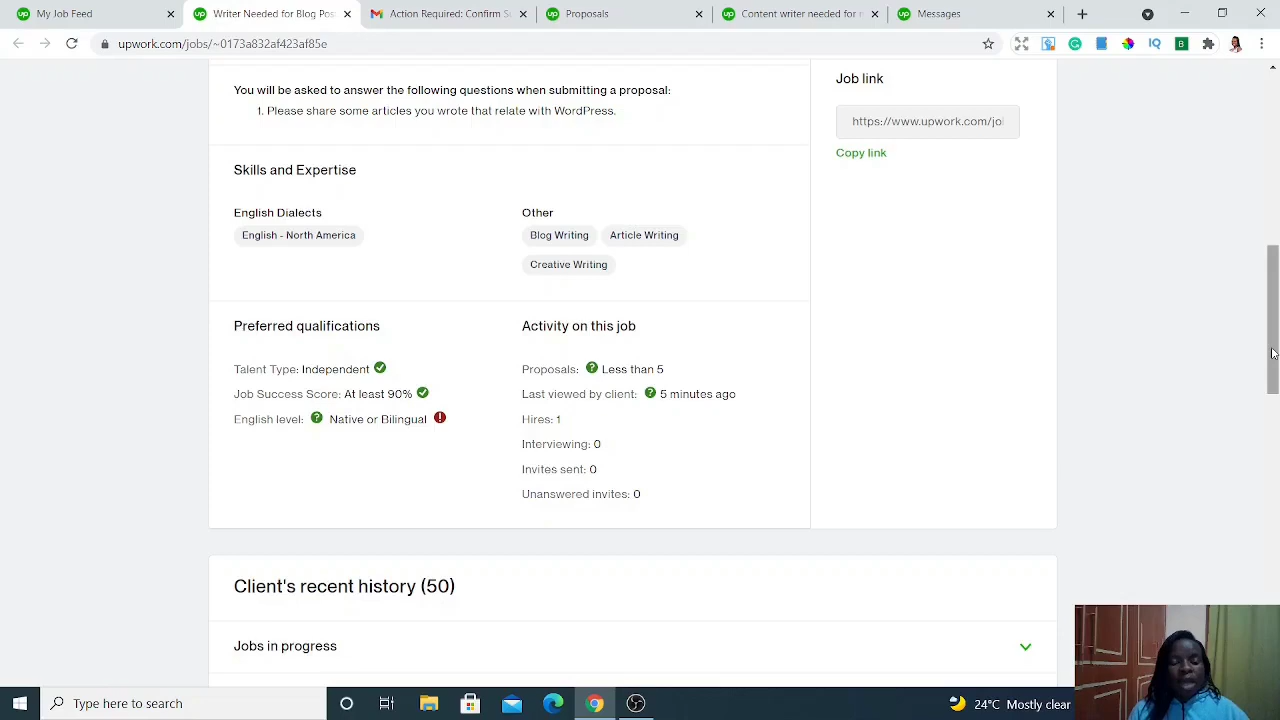 My Job Feed
Writer Needed for Blog Pos
Action Required: Confirm S
Proposals
Content writer needed for n
Messages
upwork.com/jobs/~0173a832af423af85c
You will be asked to answer the following questions when submitting a proposal:
1. Please share some articles you wrote that relate with WordPress.
Job link
https://www.upwork.com/jo
Copy link
Skills and Expertise
English Dialects
English - North America
Other
Blog Writing
Article Writing
Creative Writing
Preferred qualifications
Talent Type: Independent
Job Success Score: At least 90%
English level: ? Native or Bilingual !
Activity on this job
Proposals: ? Less than 5
Last viewed by client: ? 5 minutes ago
Hires: 1
Interviewing: 0
Invites sent: 0
Unanswered invites: 0
Client's recent history (50)
Jobs in progress
Type here to search
24°C Mostly clear